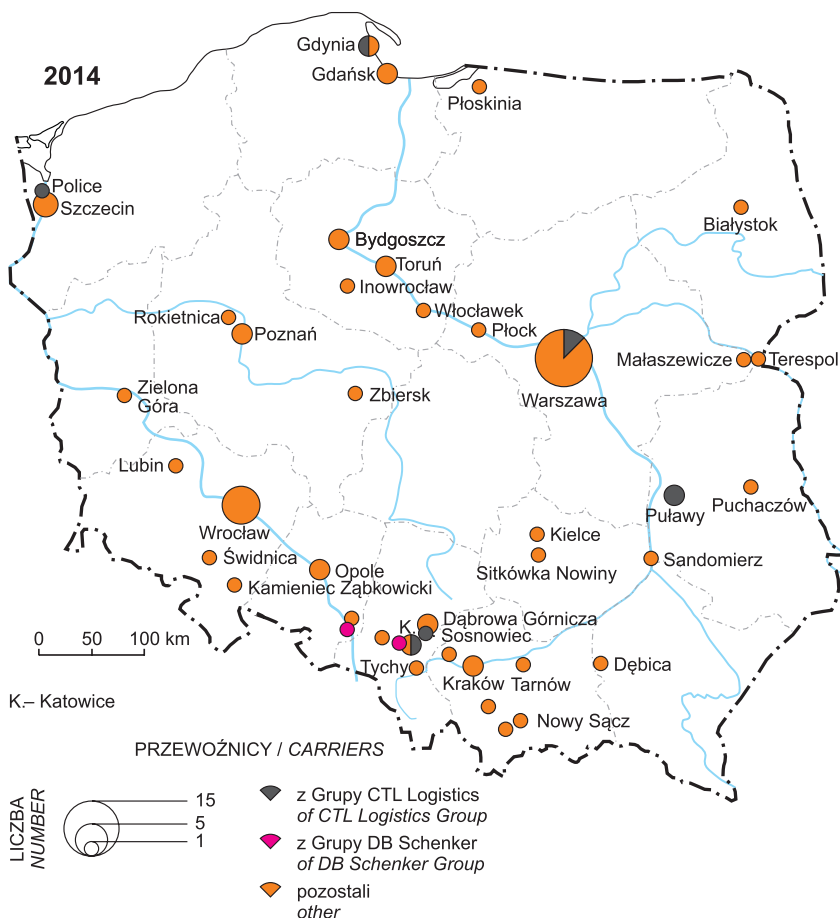 2014
Gdynia
Gdańsk
Płoskinia
Police
Szczecin
Białystok
Bydgoszcz
Toruń
Inowrocław
Włocławek
Rokietnica
Poznań
Płock
Małaszewicze
Terespol
Warszawa
Zielona
Góra
Zbiersk
Lubin
Puławy
Puchaczów
Wrocław
Kielce
Świdnica
Opole
Sitkówka Nowiny
Sandomierz
Kamieniec Ząbkowicki
Dąbrowa Górnicza
K.
Sosnowiec
Tychy
Kraków
Tarnów
Dębica
Nowy Sącz
0 50 100 km
K.– Katowice
PRZEWOŹNICY / CARRIERS
LICZBA
NUMBER
15
5
1
z Grupy CTL Logistics
of CTL Logistics Group
z Grupy DB Schenker
of DB Schenker Group
pozostali
other